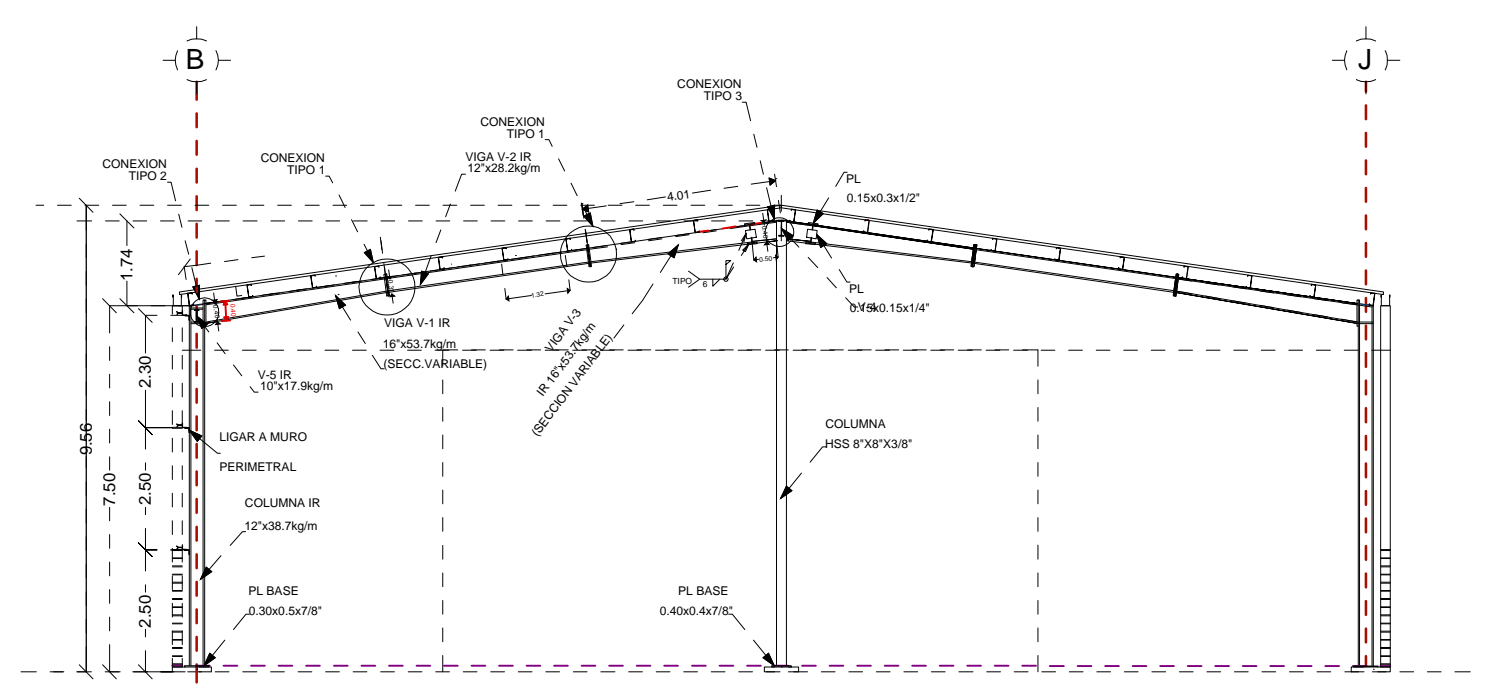 B
J
CONEXION
TIPO 3
CONEXION
TIPO 1
CONEXION
TIPO 1
VIGA V-2 IR
12"x28.2kg/m
CONEXION
TIPO 2
PL
0.15x0.3x1/2"
4.01
1.74
0.50
TIPO
6
1.32
0.40
PL
0.15x0.15x1/4"
V-4
VIGA V-1 IR
16"x53.7kg/m
(SECC.VARIABLE)
VIGA V-3
IR 16"x53.7kg/m
(SECCION VARIABLE)
V-5 IR
10"x17.9kg/m
2.30
9.56
7.50
2.50
2.50
LIGAR A MURO
PERIMETRAL
COLUMNA
HSS 8"X8"X3/8"
COLUMNA IR
12"x38.7kg/m
PL BASE
0.30x0.5x7/8"
PL BASE
0.40x0.4x7/8"